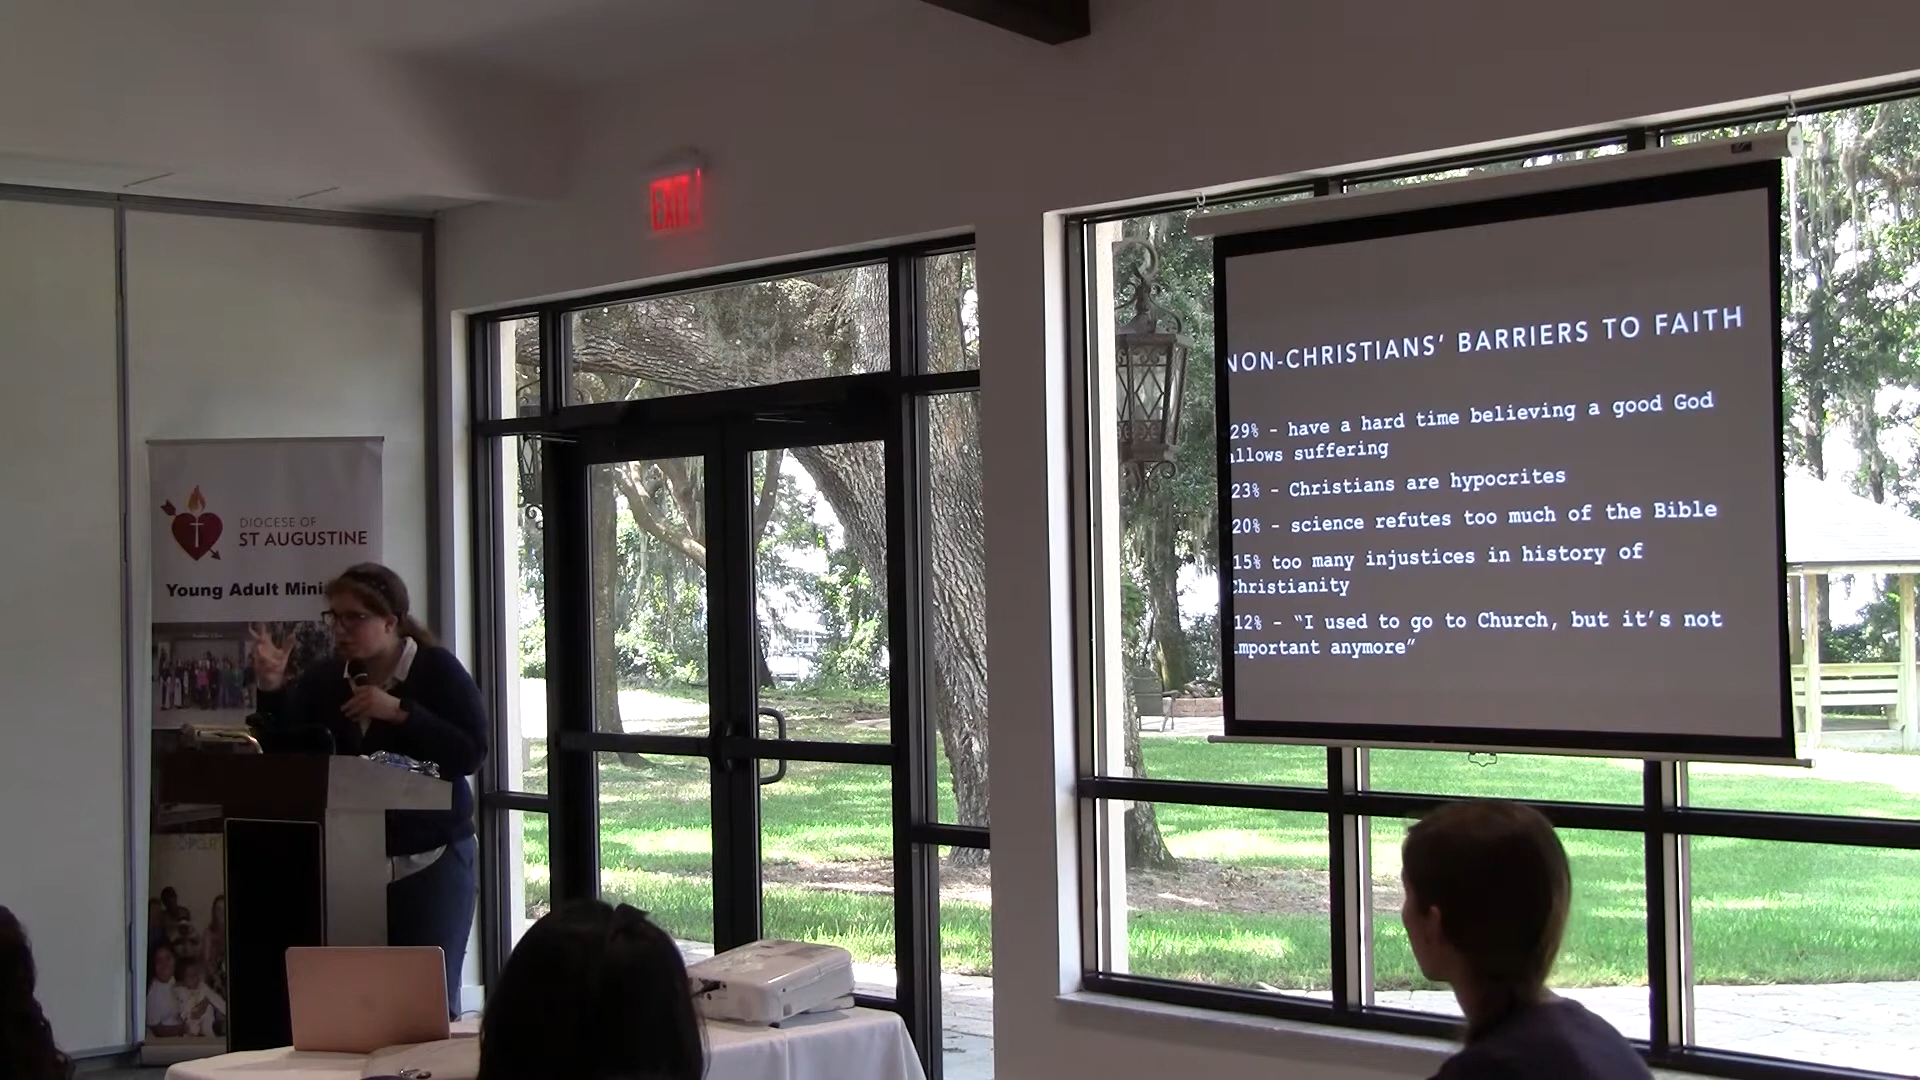 EXIT
DIOCESE OF
ST AUGUSTINE
Young Adult
NON-CHRISTIANS’ BARRIERS TO FAITH
29% - have a hard time believing a good God
allows suffering
23% - Christians are hypocrites
20% - science refutes too much of the Bible
15% too many injustices in history of
Christianity
12% - “I used to go to Church, but it’s not
important anymore”